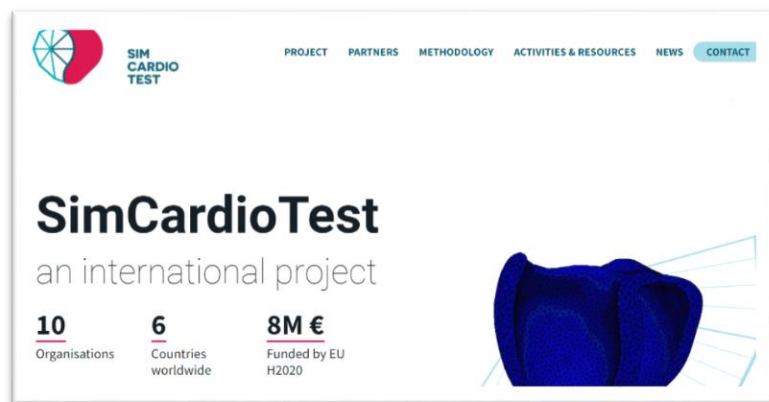 SIM
CARDIO
TEST
PROJECT PARTNERS METHODOLOGY ACTIVITIES & RESOURCES NEWS CONTACT
SimCardioTest
an international project
10 6 8M €
Organisations Countries Funded by EU
worldwide H2020